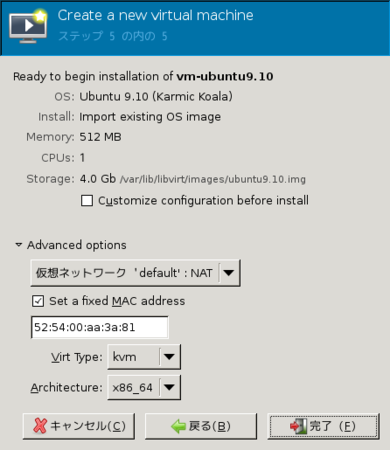 Create a new virtual machine
ステップ 5 の内の 5
Ready to begin installation of vm-ubuntu9.10
OS: Ubuntu 9.10 (Karmic Koala)
Install: Import existing OS image
Memory: 512 MB
CPUs: 1
Storage: 4.0 Gb /var/lib/libvirt/images/ubuntu9.10.img
Customize configuration before install
Advanced options
仮想ネットワーク 'default' : NAT
Set a fixed MAC address
52:54:00:aa:3a:81
Virt Type: kvm
Architecture: x86_64
キャンセル(C) 戻る(B) 完了 (F)